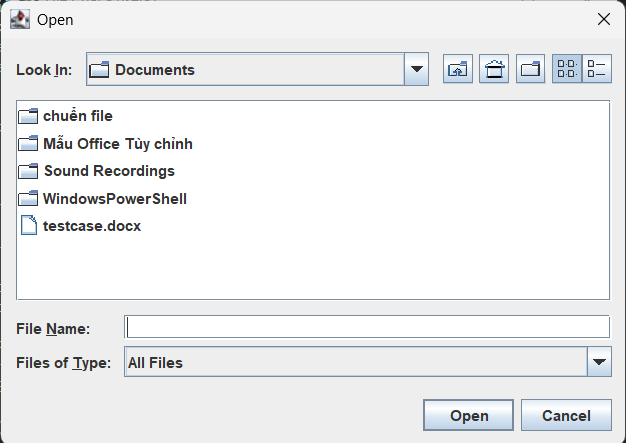 Open
Look In: Documents
chuẩn file
Mẫu Office Tùy chỉnh
Sound Recordings
WindowsPowerShell
testcase.docx
File Name:
Files of Type: All Files
Open Cancel